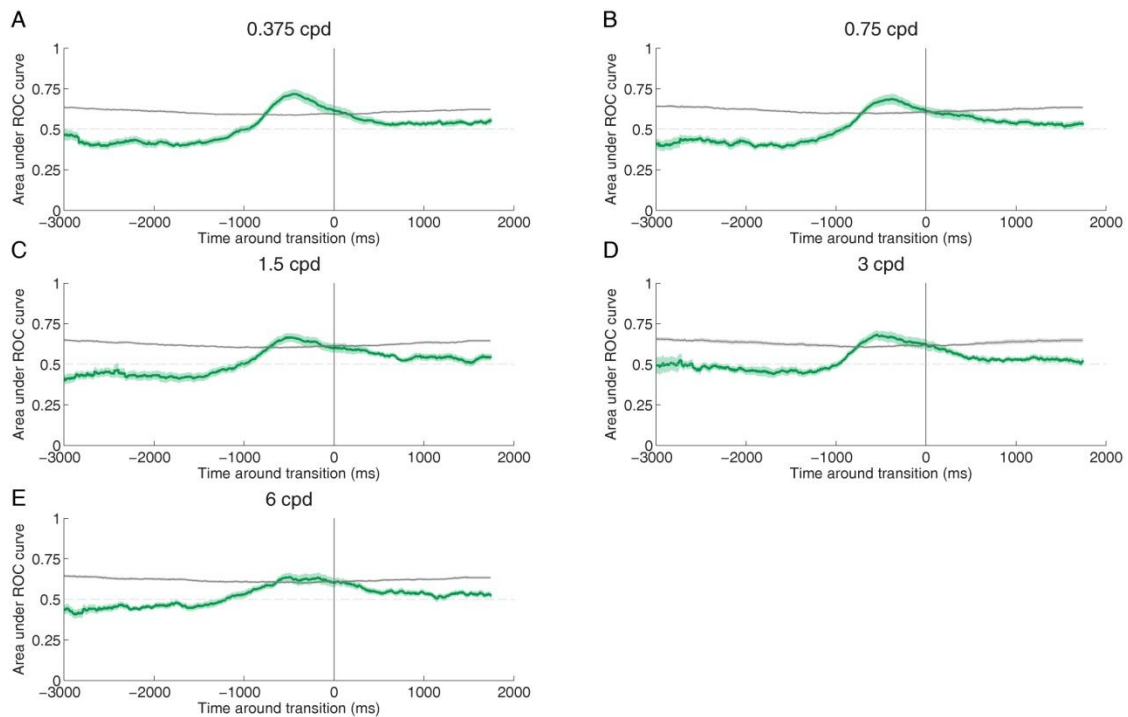 A
0.375 cpd
Area under ROC curve
1
0.75
0.5
0.25
0
−3000 −2000 −1000 0 1000 2000
Time around transition (ms)
B
0.75 cpd
Area under ROC curve
1
0.75
0.5
0.25
0
−3000 −2000 −1000 0 1000 2000
Time around transition (ms)
C
1.5 cpd
Area under ROC curve
1
0.75
0.5
0.25
0
−3000 −2000 −1000 0 1000 2000
Time around transition (ms)
D
3 cpd
Area under ROC curve
1
0.75
0.5
0.25
0
−3000 −2000 −1000 0 1000 2000
Time around transition (ms)
E
6 cpd
Area under ROC curve
1
0.75
0.5
0.25
0
−3000 −2000 −1000 0 1000 2000
Time around transition (ms)